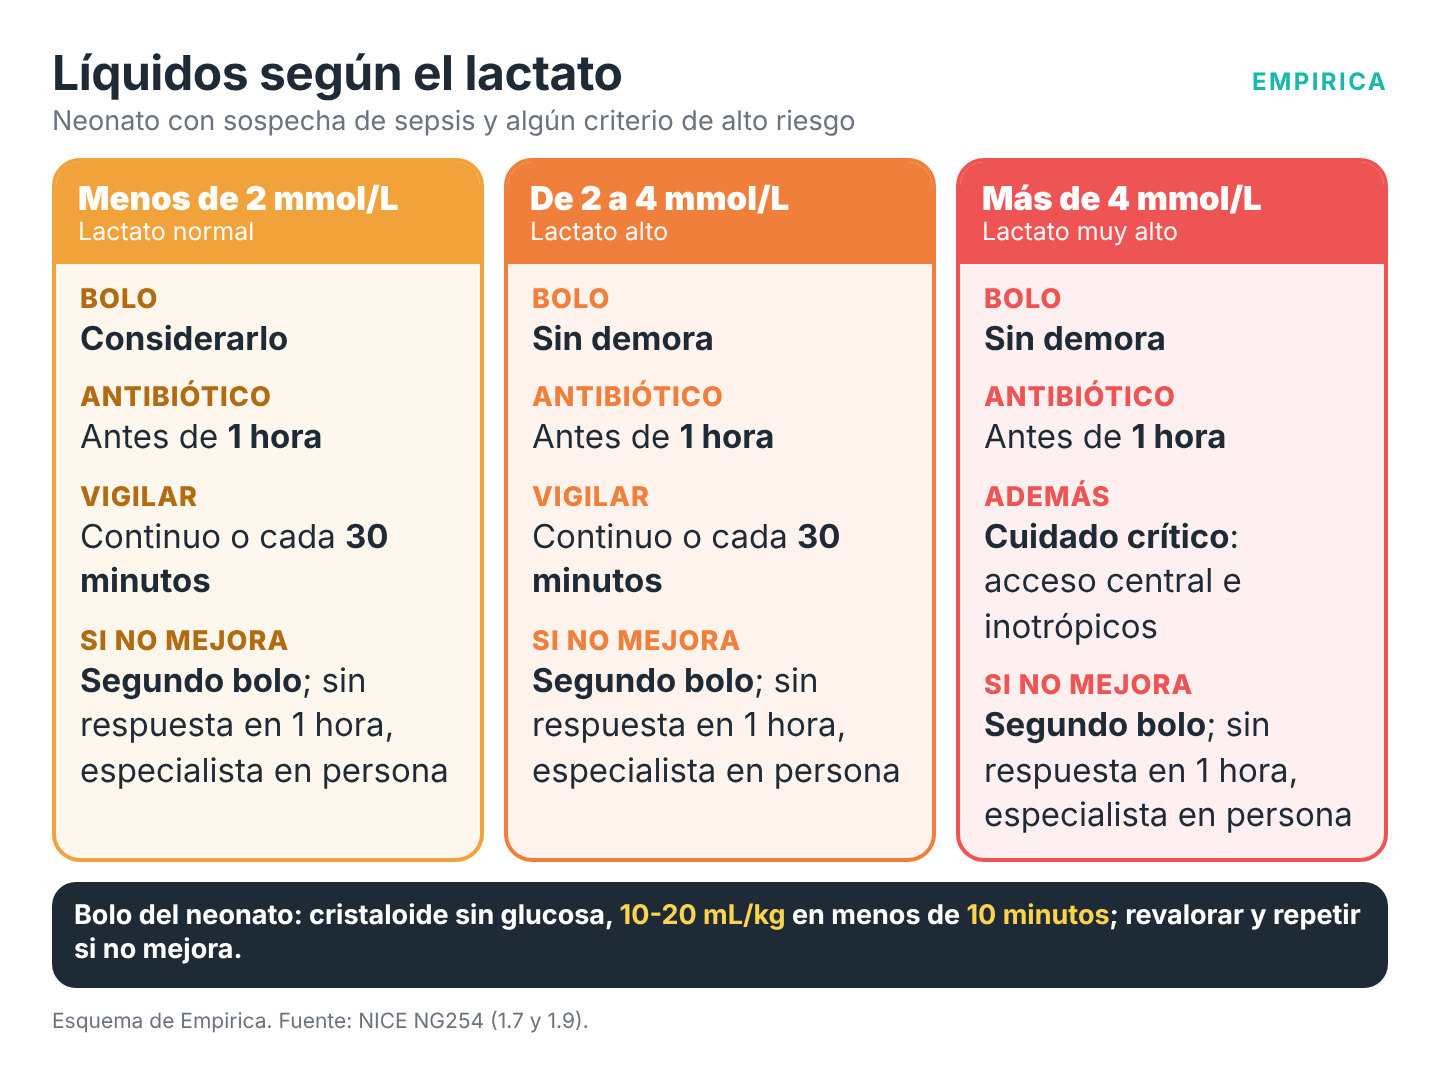 Líquidos según el lactato
EMPIRICA
Neonato con sospecha de sepsis y algún criterio de alto riesgo
Menos de 2 mmol/L
Lactato normal
BOLO
Considerarlo
ANTIBIÓTICO
Antes de 1 hora
VIGILAR
Continuo o cada 30
minutos
SI NO MEJORA
Segundo bolo; sin
respuesta en 1 hora,
especialista en persona
De 2 a 4 mmol/L
Lactato alto
BOLO
Sin demora
ANTIBIÓTICO
Antes de 1 hora
VIGILAR
Continuo o cada 30
minutos
SI NO MEJORA
Segundo bolo; sin
respuesta en 1 hora,
especialista en persona
Más de 4 mmol/L
Lactato muy alto
BOLO
Sin demora
ANTIBIÓTICO
Antes de 1 hora
ADEMÁS
Cuidado crítico:
acceso central e
inotrópicos
SI NO MEJORA
Segundo bolo; sin
respuesta en 1 hora,
especialista en persona
Bolo del neonato: cristaloide sin glucosa, 10-20 mL/kg en menos de 10 minutos; revalorar y repetir
si no mejora.
Esquema de Empirica. Fuente: NICE NG254 (1.7 y 1.9).